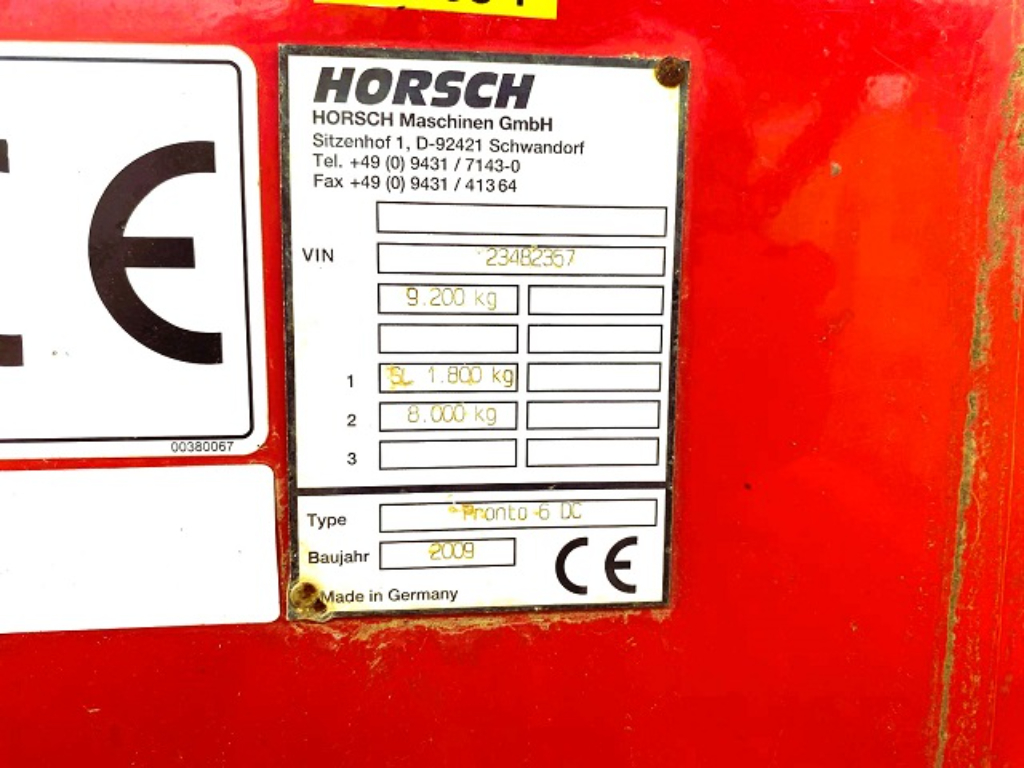 HORSCH
HORSCH Maschinen GmbH
Sitzenhof 1, D-92421 Schwandorf
Tel. +49 (0) 9431 / 7143-0
Fax +49 (0) 9431 / 41364
VIN 23482357
9.200 kg
1 SL 1.800 kg
2 8.000 kg
3
Type Pronto 6 DC
Baujahr 2009 CE
Made in Germany
CE
00380067